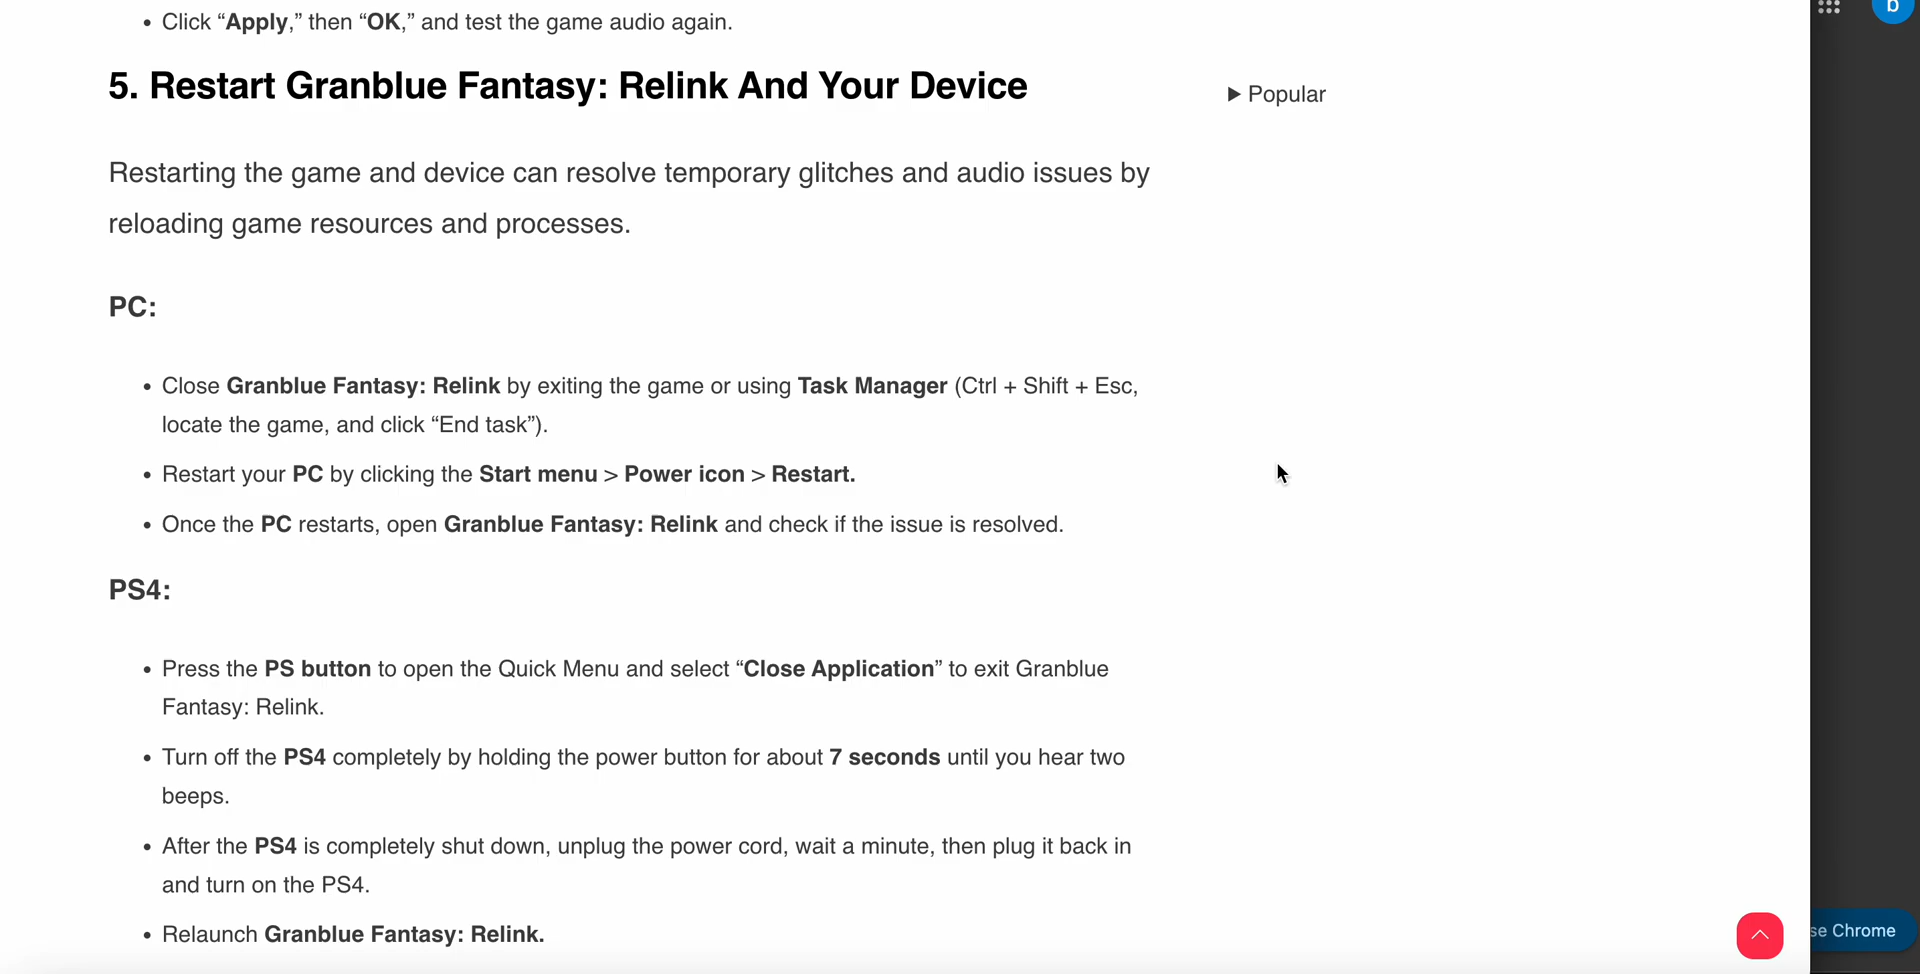 • Click “Apply,” then “OK,” and test the game audio again.
b
5. Restart Granblue Fantasy: Relink And Your Device
▶ Popular
Restarting the game and device can resolve temporary glitches and audio issues by
reloading game resources and processes.
PC:
• Close Granblue Fantasy: Relink by exiting the game or using Task Manager (Ctrl + Shift + Esc,
locate the game, and click “End task”).
• Restart your PC by clicking the Start menu > Power icon > Restart.
• Once the PC restarts, open Granblue Fantasy: Relink and check if the issue is resolved.
PS4:
• Press the PS button to open the Quick Menu and select “Close Application” to exit Granblue
Fantasy: Relink.
• Turn off the PS4 completely by holding the power button for about 7 seconds until you hear two
beeps.
• After the PS4 is completely shut down, unplug the power cord, wait a minute, then plug it back in
and turn on the PS4.
• Relaunch Granblue Fantasy: Relink.
se Chrome